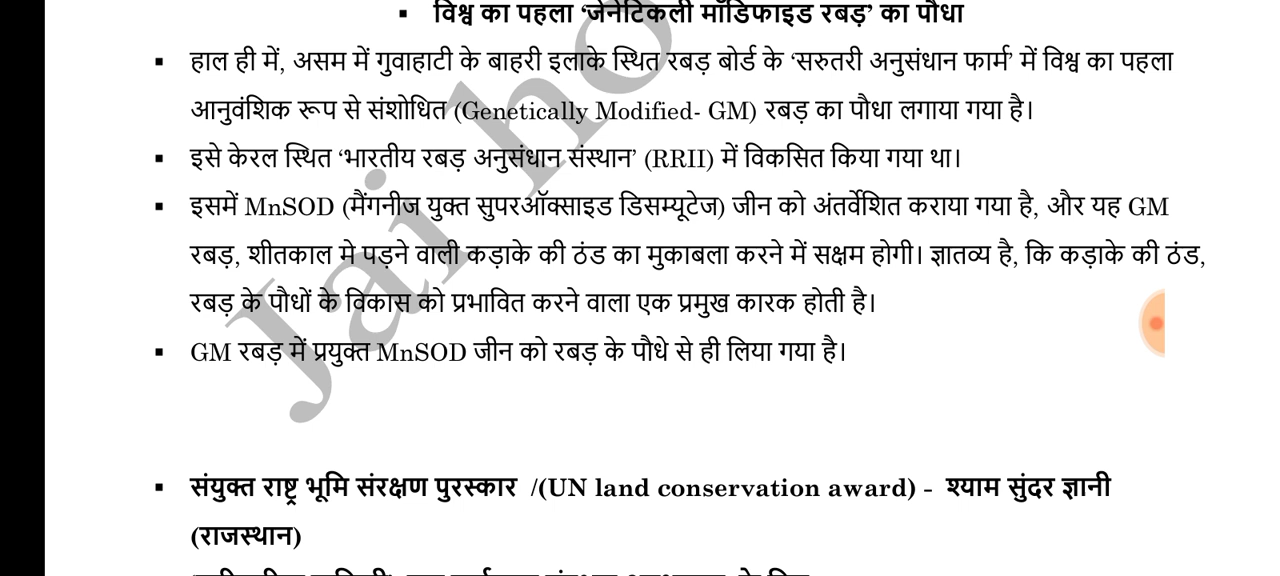 ▪ विश्व का पहला ‘जेनेटिकली मॉडिफाइड रबड़’ का पौधा
▪ हाल ही में, असम में गुवाहाटी के बाहरी इलाके स्थित रबड़ बोर्ड के ‘सरुतरी अनुसंधान फार्म’ में विश्व का पहला
आनुवंशिक रूप से संशोधित (Genetically Modified- GM) रबड़ का पौधा लगाया गया है।
▪ इसे केरल स्थित ‘भारतीय रबड़ अनुसंधान संस्थान’ (RRII) में विकसित किया गया था।
▪ इसमें MnSOD (मैंगनीज युक्त सुपरऑक्साइड डिसम्यूटेज) जीन को अंतर्वेशित कराया गया है, और यह GM
रबड़, शीतकाल मे पड़ने वाली कड़ाके की ठंड का मुकाबला करने में सक्षम होगी। ज्ञातव्य है, कि कड़ाके की ठंड,
रबड़ के पौधों के विकास को प्रभावित करने वाला एक प्रमुख कारक होती है।
▪ GM रबड़ में प्रयुक्त MnSOD जीन को रबड़ के पौधे से ही लिया गया है।
Jai ho
▪ संयुक्त राष्ट्र भूमि संरक्षण पुरस्कार /(UN land conservation award) - श्याम सुंदर ज्ञानी
(राजस्थान)